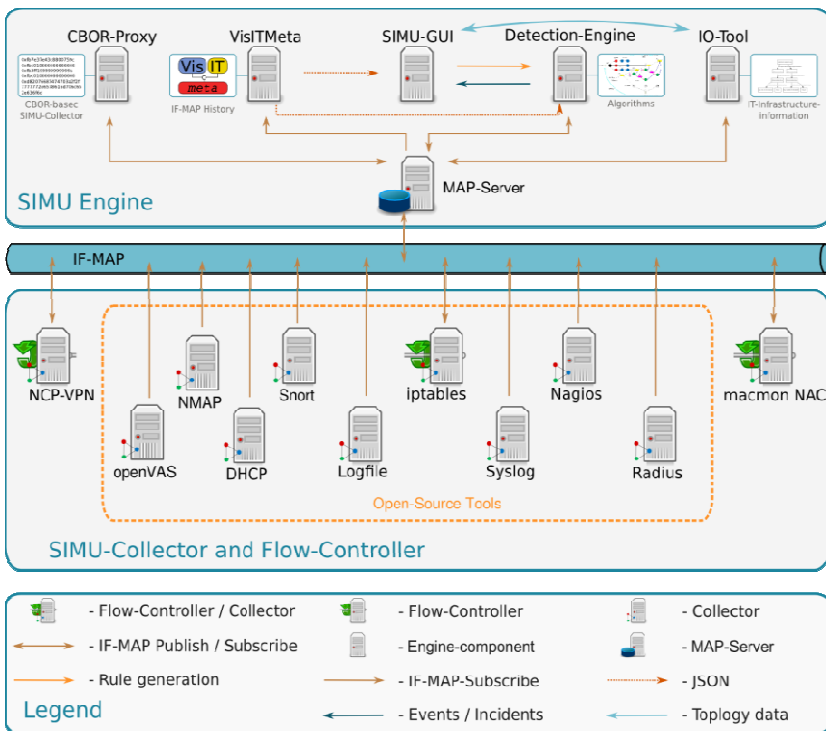 CBOR-Proxy
VisITMeta
SIMU-GUI
Detection-Engine
IO-Tool
Vis IT
meta
CBOR-basec
SIMU-Collector
IF-MAP History
Algorithms
IT-Infrastructure-
Information
MAP-Server
SIMU Engine
IF-MAP
NCP-VPN
NMAP
Snort
iptables
Nagios
macmon NAC
openVAS
DHCP
Logfile
Syslog
Radius
Open-Source Tools
SIMU-Collector and Flow-Controller
- Flow-Controller / Collector
- Flow-Controller
- Collector
- IF-MAP Publish / Subscribe
- Engine-component
- MAP-Server
- Rule generation
- IF-MAP-Subscribe
- JSON
Legend
- Events / Incidents
- Toplogy data